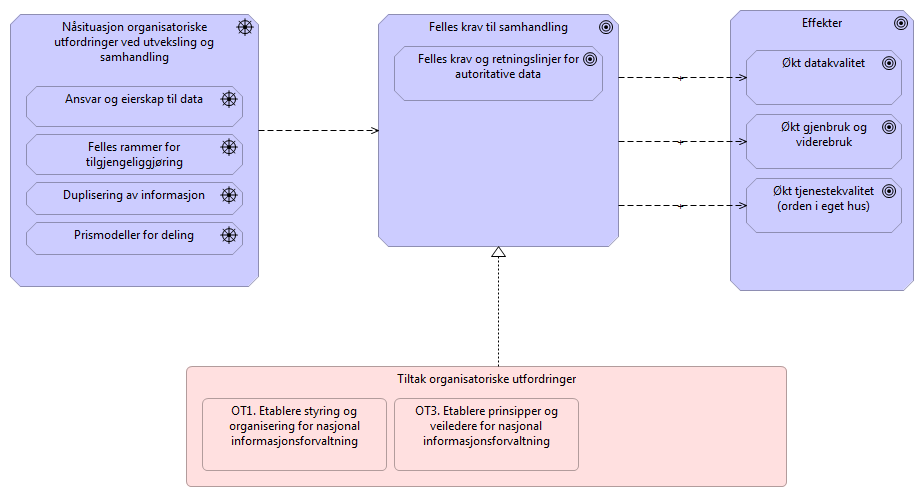 Nåsituasjon organisatoriske
utfordringer ved utveksling og
samhandling
Ansvar og eierskap til data
Felles rammer for
tilgjengeliggjøring
Duplisering av informasjon
Prismodeller for deling
Felles krav til samhandling
Felles krav og retningslinjer for
autoritative data
Effekter
Økt datakvalitet
Økt gjenbruk og
viderebruk
Økt tjenestekvalitet
(orden i eget hus)
+
+
+
Tiltak organisatoriske utfordringer
OT1. Etablere styring og
organisering for nasjonal
informasjonsforvaltning
OT3. Etablere prinsipper og
veiledere for nasjonal
informasjonsforvaltning